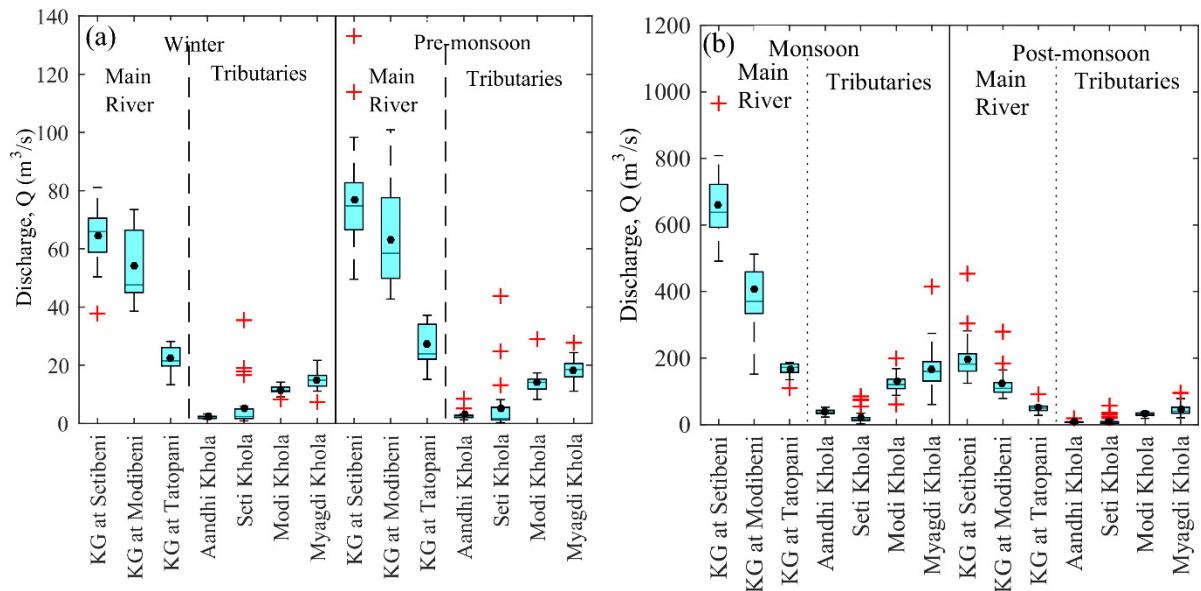 (a)
Winter
Pre-monsoon
Main
River
Tributaries
Main
River
Tributaries
Discharge, Q (m³/s)
140
120
100
80
60
40
20
0
KG at Setibeni
KG at Modibeni
KG at Tatopani
Aandhi Khola
Seti Khola
Modi Khola
Myagdi Khola
KG at Setibeni
KG at Modibeni
KG at Tatopani
Aandhi Khola
Seti Khola
Modi Khola
Myagdi Khola
(b)
Monsoon
Post-monsoon
Main
River
Tributaries
Main
River
Tributaries
Discharge, Q (m³/s)
1200
1000
800
600
400
200
0
KG at Setibeni
KG at Modibeni
KG at Tatopani
Aandhi Khola
Seti Khola
Modi Khola
Myagdi Khola
KG at Setibeni
KG at Modibeni
KG at Tatopani
Aandhi Khola
Seti Khola
Modi Khola
Myagdi Khola